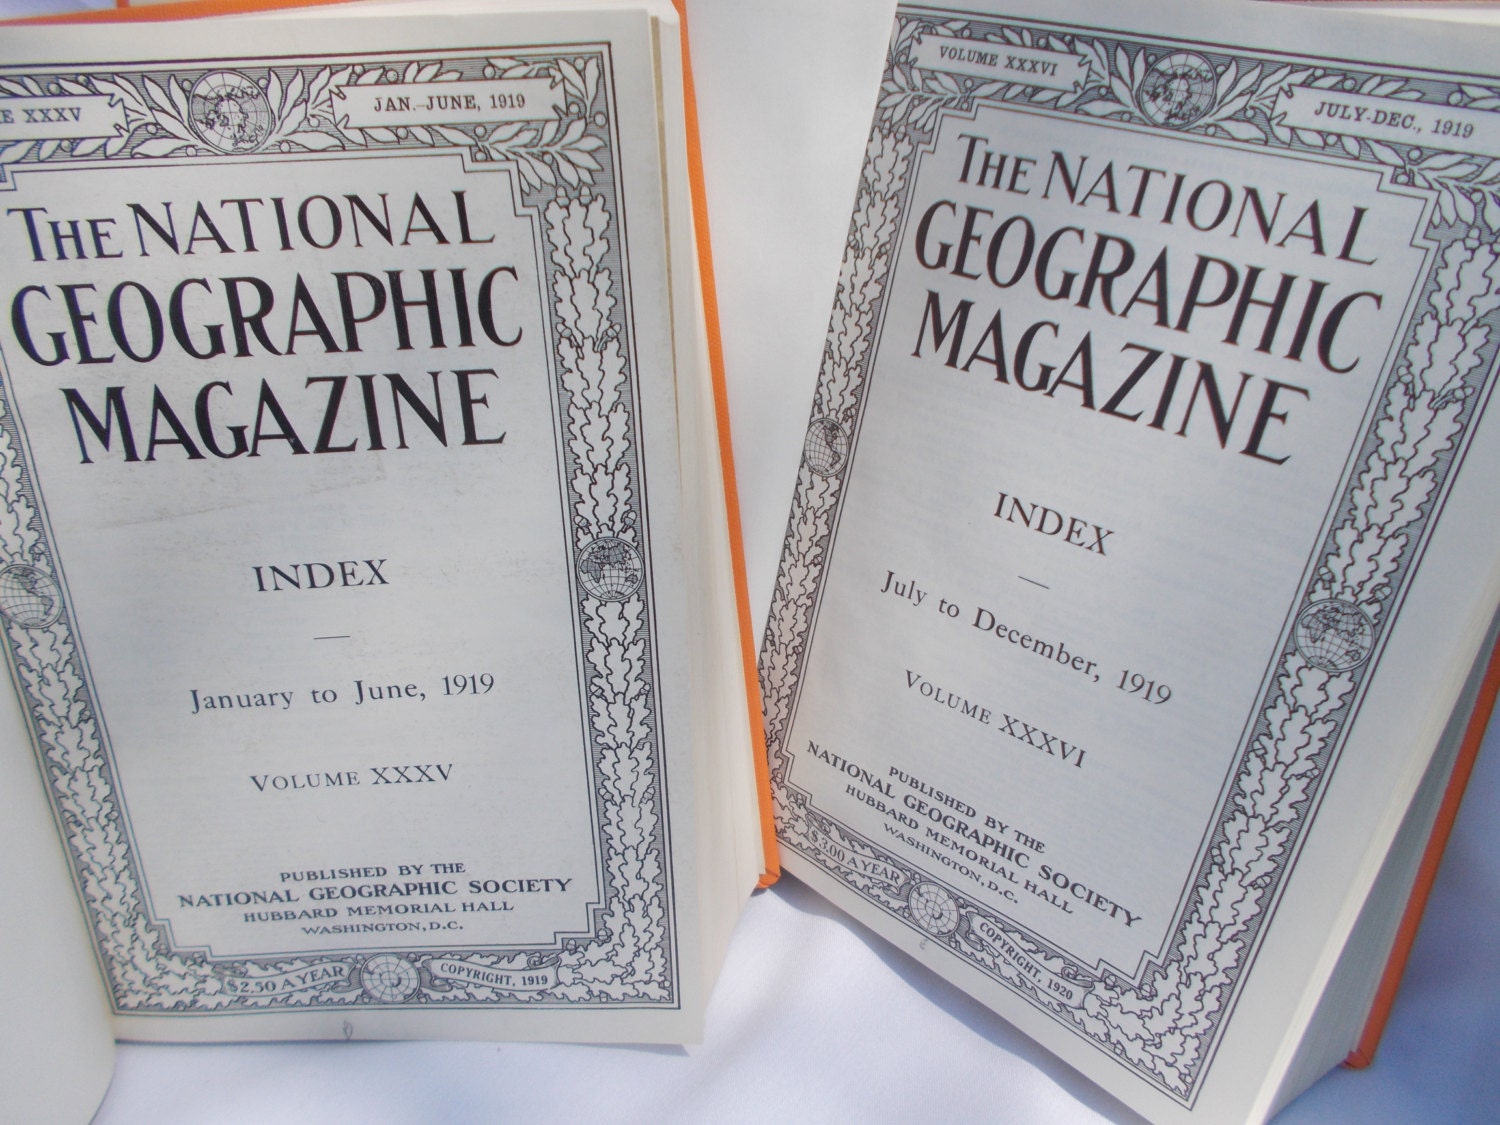 E XXXV
JAN.-JUNE, 1919
THE NATIONAL
GEOGRAPHIC
MAGAZINE
INDEX
January to June, 1919
VOLUME XXXV
PUBLISHED BY THE
NATIONAL GEOGRAPHIC SOCIETY
HUBBARD MEMORIAL HALL
WASHINGTON, D.C.
$2.50 A YEAR
COPYRIGHT, 1919
VOLUME XXXVI
JULY-DEC., 1919
THE NATIONAL
GEOGRAPHIC
MAGAZINE
INDEX
July to December, 1919
VOLUME XXXVI
PUBLISHED BY THE
NATIONAL GEOGRAPHIC SOCIETY
HUBBARD MEMORIAL HALL
WASHINGTON, D.C.
$3.00 A YEAR
COPYRIGHT, 1920